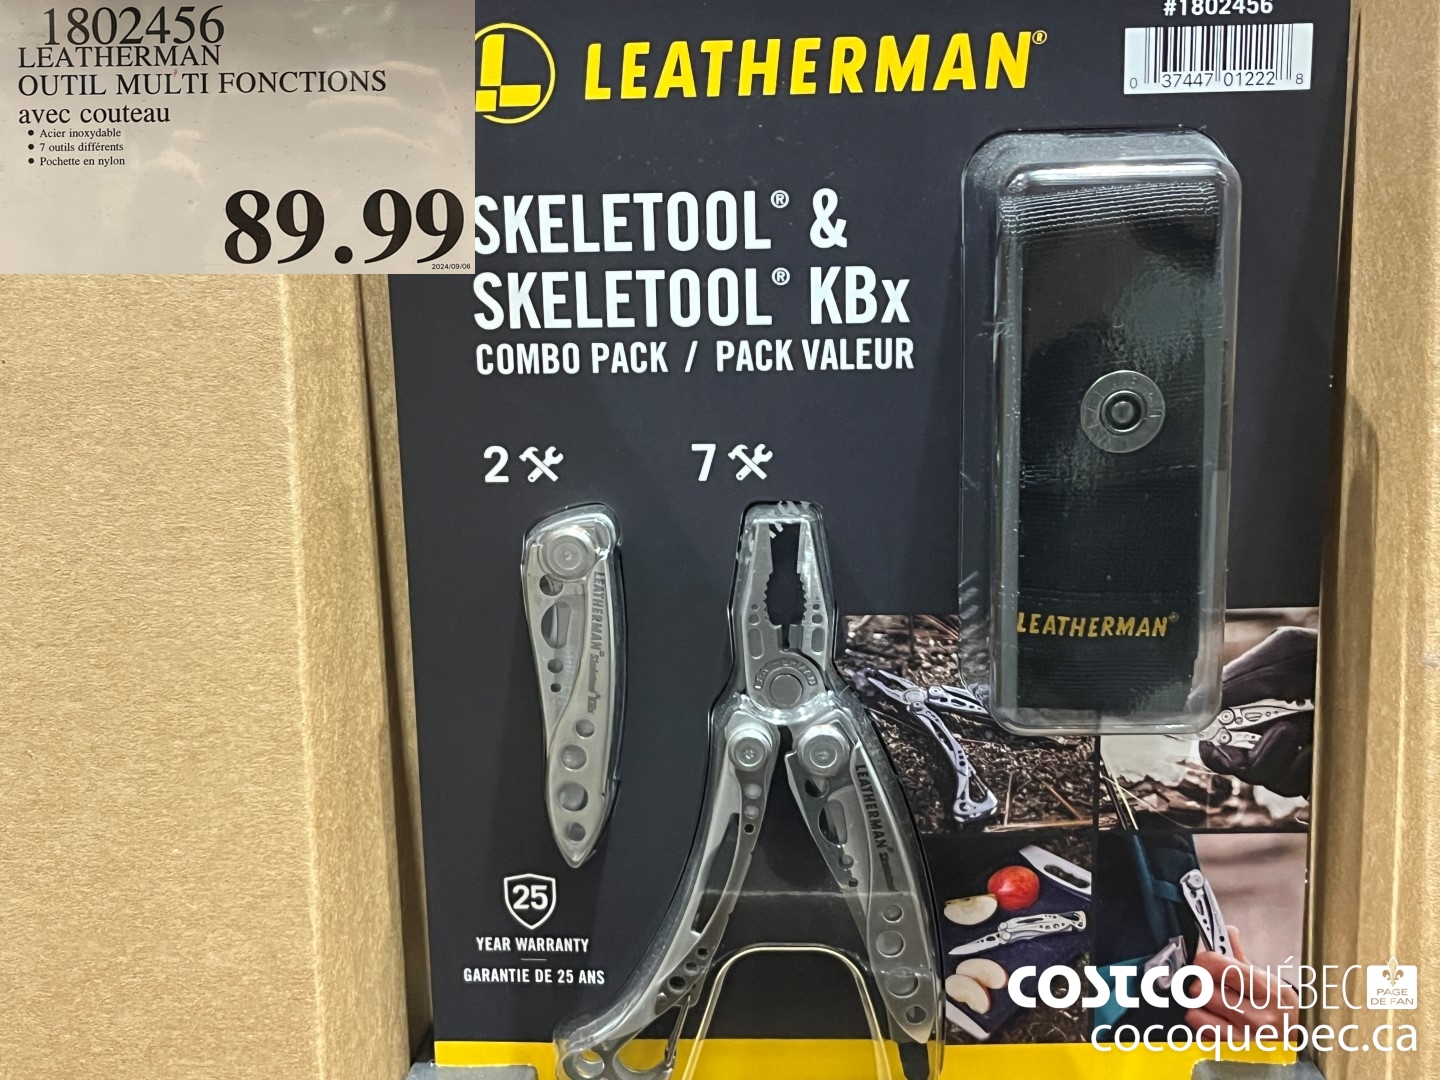 1802456
LEATHERMAN
OUTIL MULTI FONCTIONS
avec couteau
• Acier inoxydable
• 7 outils différents
• Pochette en nylon
89.99
2024/09/06
#1802456
LEATHERMAN®
0 37447 01222 8
SKELETOOL® &
SKELETOOL® KBx
COMBO PACK / PACK VALEUR
2 7
LEATHERMAN®
LEATHERMAN
LEATHERMAN®
LEATHERMAN
25
YEAR WARRANTY
GARANTIE DE 25 ANS
COSTCO QUÉBEC PAGE DE FAN
cocoquebec.ca